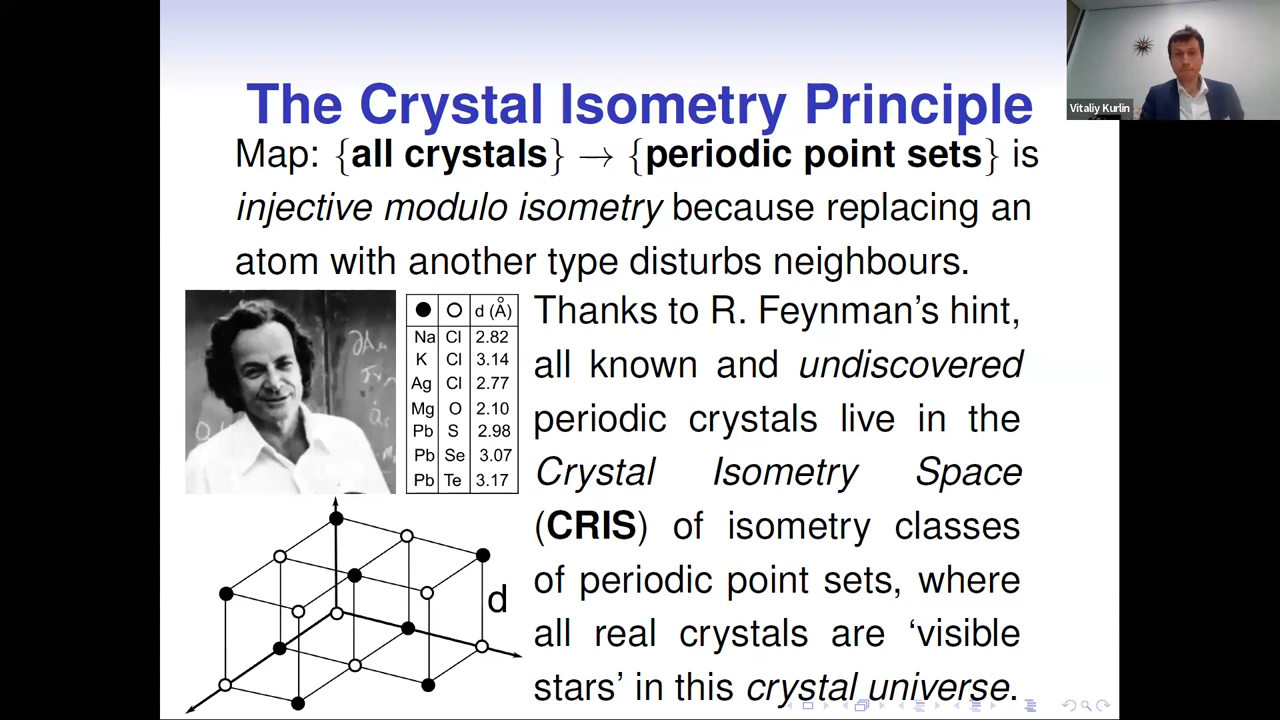 The Crystal Isometry Principle
Map: {all crystals} → {periodic point sets} is
injective modulo isometry because replacing an
atom with another type disturbs neighbours.
● ○ d (Å)
Na Cl 2.82
K Cl 3.14
Ag Cl 2.77
Mg O 2.10
Pb S 2.98
Pb Se 3.07
Pb Te 3.17
Thanks to R. Feynman’s hint,
all known and undiscovered
periodic crystals live in the
Crystal Isometry Space
(CRIS) of isometry classes
of periodic point sets, where
all real crystals are ‘visible
stars’ in this crystal universe.
d
Vitaliy Kurlin